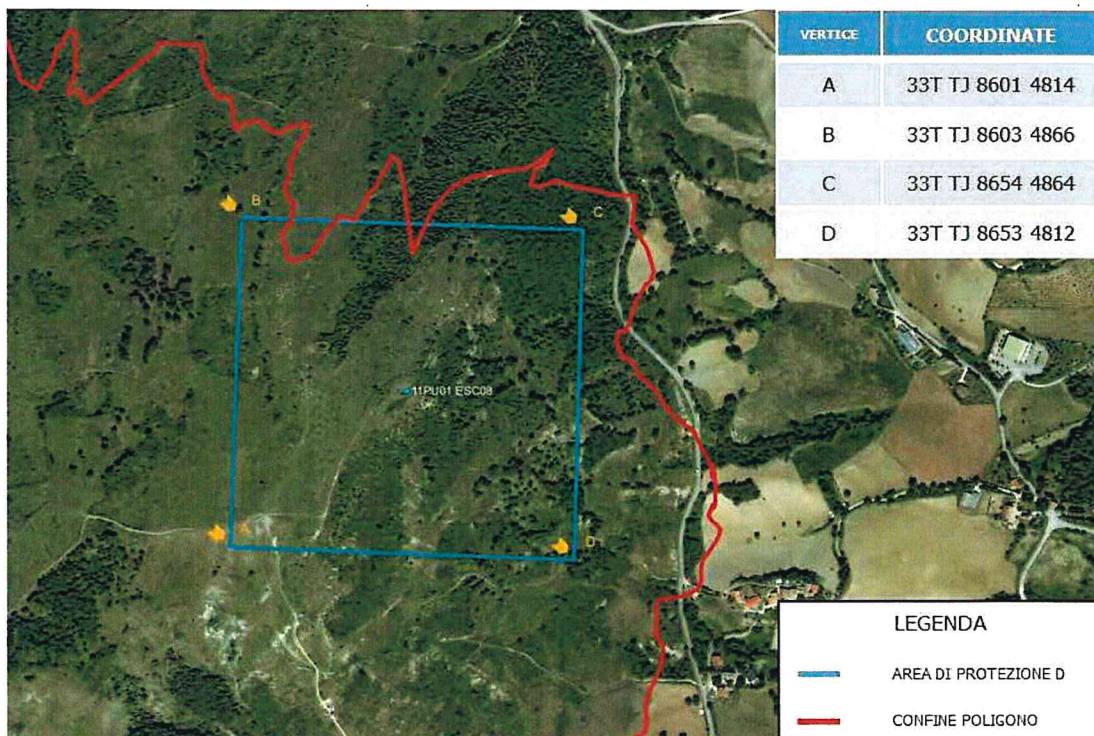 VERTICE COORDINATE
A 33T TJ 8601 4814
B 33T TJ 8603 4866
C 33T TJ 8654 4864
D 33T TJ 8653 4812
B
C
11PU01 ESC08
D
LEGENDA
AREA DI PROTEZIONE D
CONFINE POLIGONO